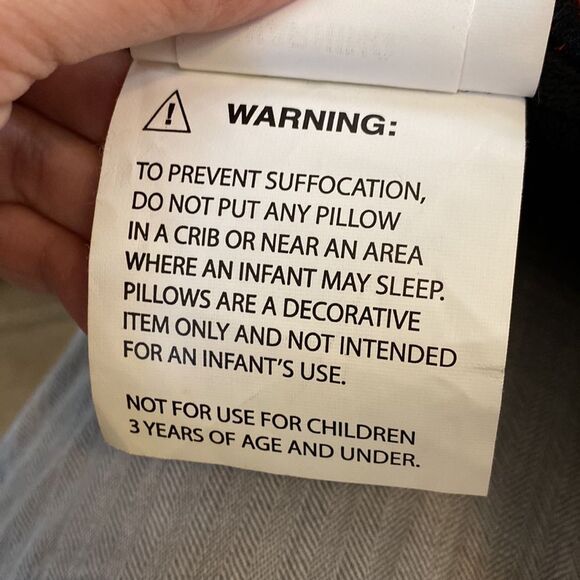 WARNING:
TO PREVENT SUFFOCATION,
DO NOT PUT ANY PILLOW
IN A CRIB OR NEAR AN AREA
WHERE AN INFANT MAY SLEEP.
PILLOWS ARE A DECORATIVE
ITEM ONLY AND NOT INTENDED
FOR AN INFANT'S USE.
NOT FOR USE FOR CHILDREN
3 YEARS OF AGE AND UNDER.